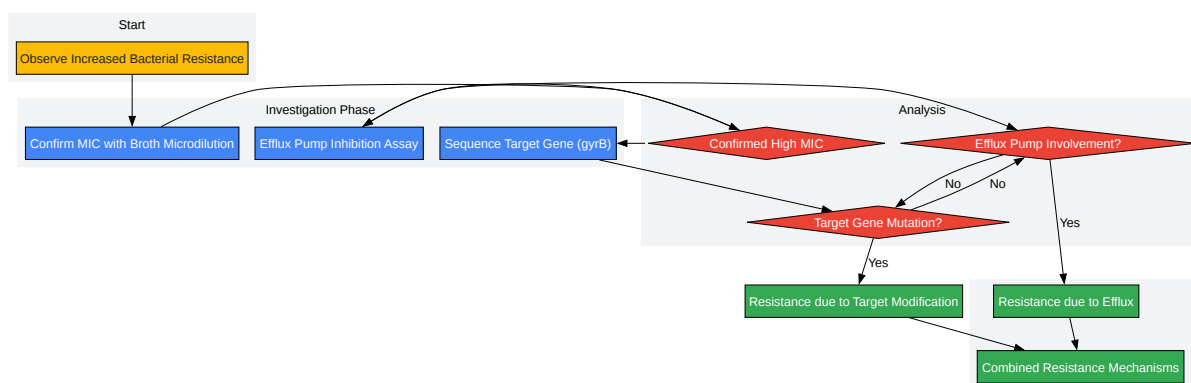 Start
Observe Increased Bacterial Resistance
Investigation Phase
Analysis
Confirm MIC with Broth Microdilution
Efflux Pump Inhibition Assay
Sequence Target Gene (gyrB)
Confirmed High MIC
Efflux Pump Involvement?
No
No
Target Gene Mutation?
Yes
Yes
Resistance due to Target Modification
Resistance due to Efflux
Combined Resistance Mechanisms